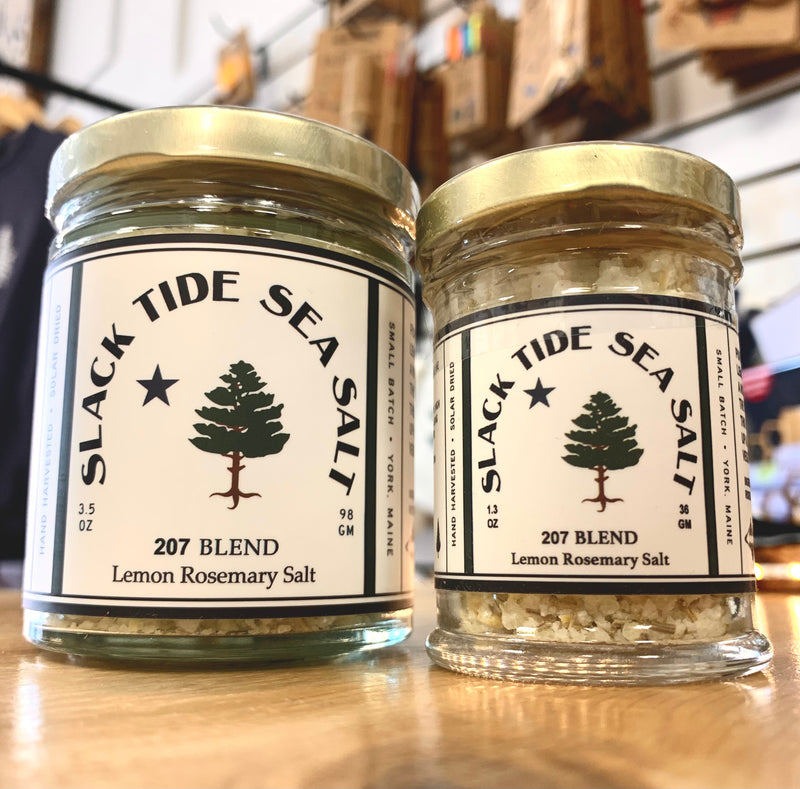 SLACK TIDE SEA SALT
HAND HARVESTED • SOLAR DRIED
SMALL BATCH • YORK, MAINE
3.5
OZ
98
GM
207 BLEND
Lemon Rosemary Salt
SLACK TIDE SEA SALT
HAND HARVESTED • SOLAR DRIED
SMALL BATCH • YORK, MAINE
1.3
OZ
36
GM
207 BLEND
Lemon Rosemary Salt